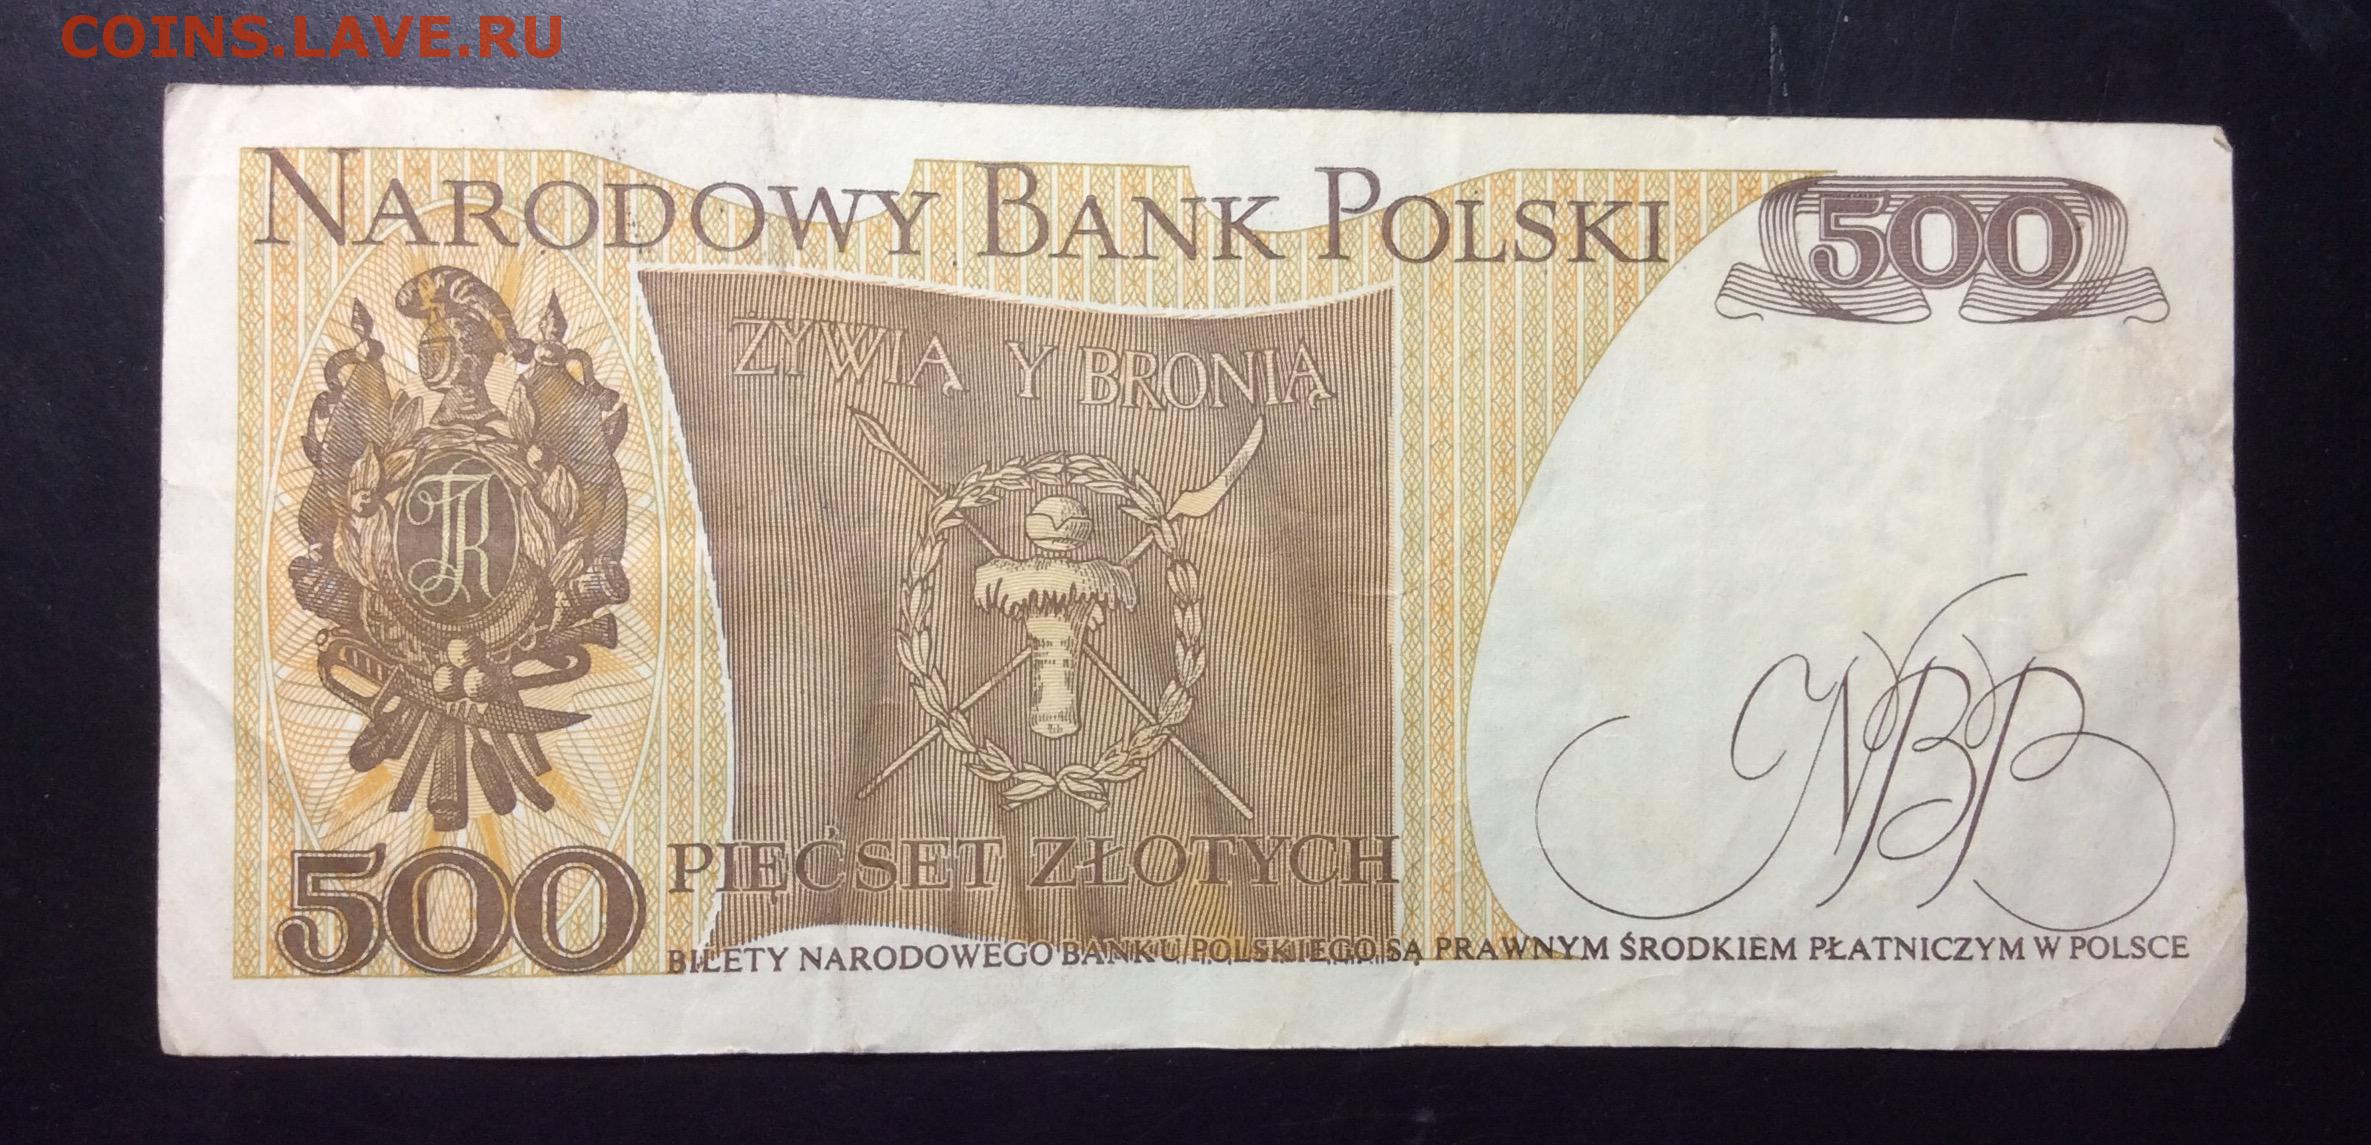 COINS.LAVE.RU
NARODOWY BANK POLSKI
500
ŻYWIĄ Y BRONIĄ
TK
NBP
500
PIĘĆSET ZŁOTYCH
BILETY NARODOWEGO BANKU POLSKIEGO SĄ PRAWNYM ŚRODKIEM PŁATNICZYM W POLSCE